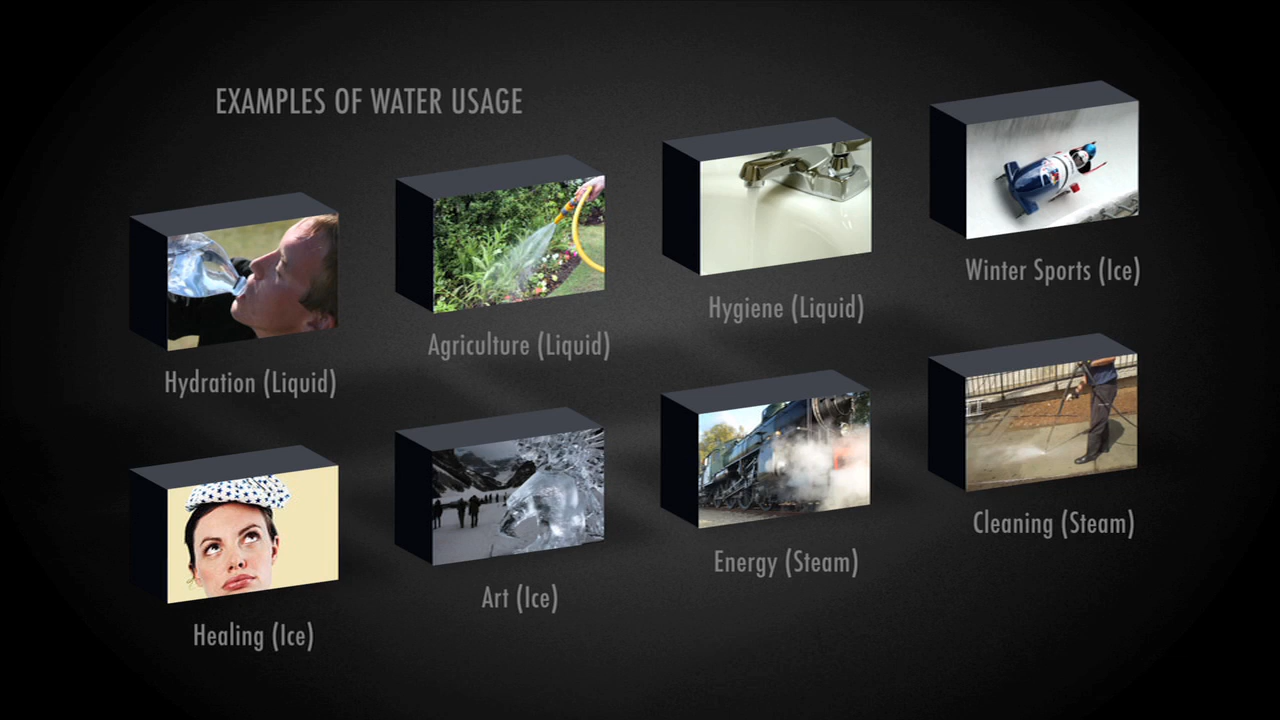 EXAMPLES OF WATER USAGE
Hydration (Liquid)
Agriculture (Liquid)
Hygiene (Liquid)
Winter Sports (Ice)
Healing (Ice)
Art (Ice)
Energy (Steam)
Cleaning (Steam)